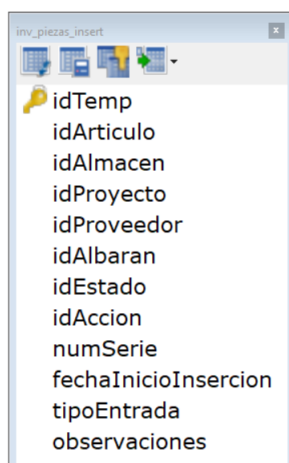 inv_piezas_insert
x
idTemp
idArticulo
idAlmacen
idProyecto
idProveedor
idAlbaran
idEstado
idAccion
numSerie
fechaInicioInsercion
tipoEntrada
observaciones